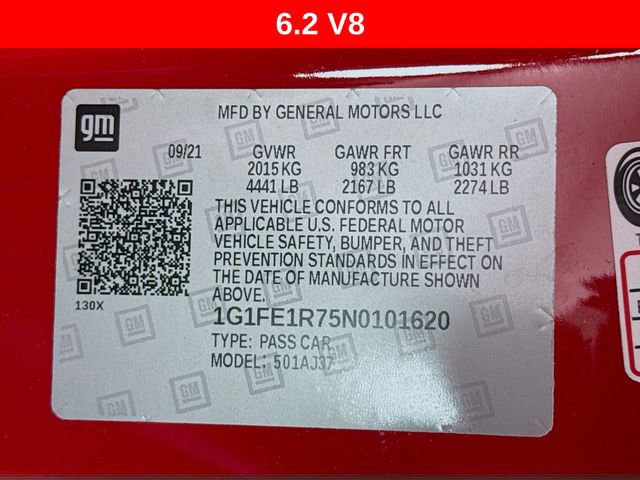 6.2 V8
gm
MFD BY GENERAL MOTORS LLC
09/21 GVWR GAWR FRT GAWR RR
2015 KG 983 KG 1031 KG
4441 LB 2167 LB 2274 LB
THIS VEHICLE CONFORMS TO ALL
APPLICABLE U.S. FEDERAL MOTOR
VEHICLE SAFETY, BUMPER, AND THEFT
PREVENTION STANDARDS IN EFFECT ON
THE DATE OF MANUFACTURE SHOWN
ABOVE.
130X
1G1FE1R75N0101620
TYPE: PASS CAR
MODEL: 501AJ37